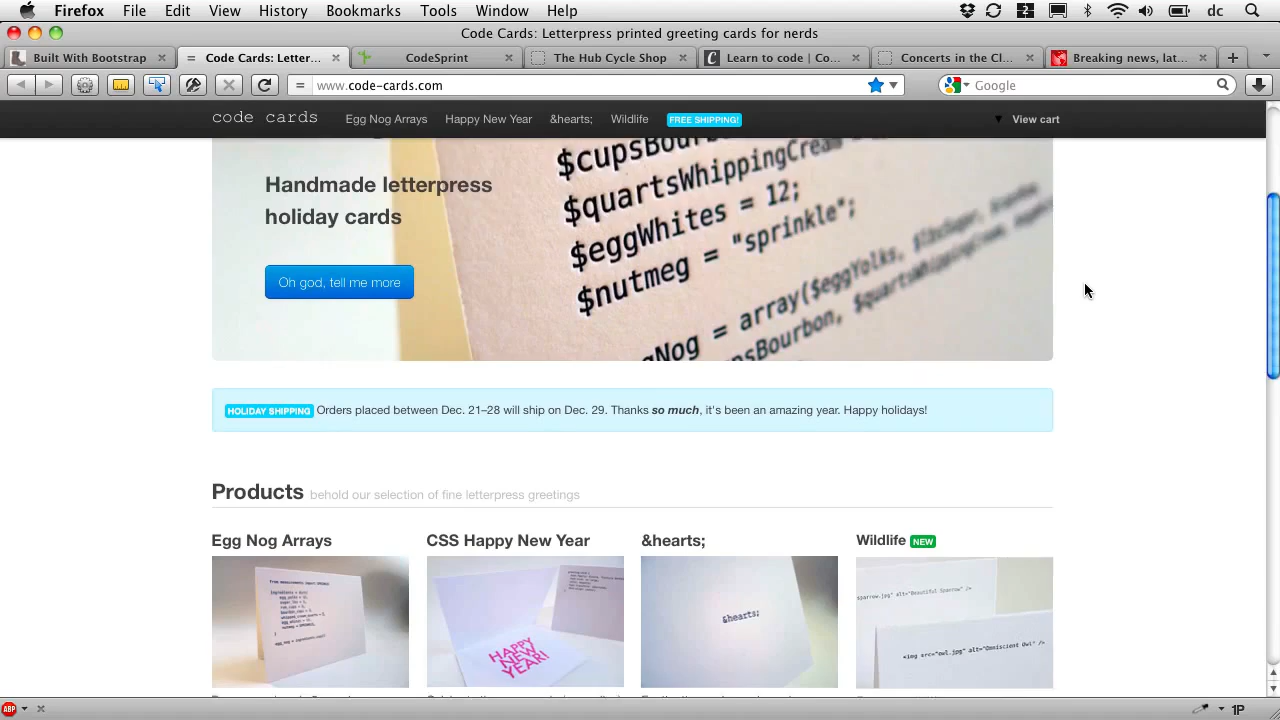 Firefox File Edit View History Bookmarks Tools Window Help
2 dc
Code Cards: Letterpress printed greeting cards for nerds
Built With Bootstrap
Code Cards: Letter...
CodeSprint
The Hub Cycle Shop
Learn to code | Co...
Concerts in the Cl...
Breaking news, lat...
www.code-cards.com
Google
code cards Egg Nog Arrays Happy New Year &hearts; Wildlife FREE SHIPPING! View cart
Handmade letterpress
holiday cards
Oh god, tell me more
$quartsWhippingCream
$eggWhites = 12;
$nutmeg = "sprinkle";
= array($eggYolks,
HOLIDAY SHIPPING Orders placed between Dec. 21–28 will ship on Dec. 29. Thanks so much, it's been an amazing year. Happy holidays!
Products behold our selection of fine letterpress greetings
Egg Nog Arrays
CSS Happy New Year
&hearts;
Wildlife NEW
HAPPY
NEW
YEAR!
&hearts;
sparrow.jpg" alt="Beautiful Sparrow" />
<img src="owl.jpg" alt="Omniscient Owl" />
ABP
1P